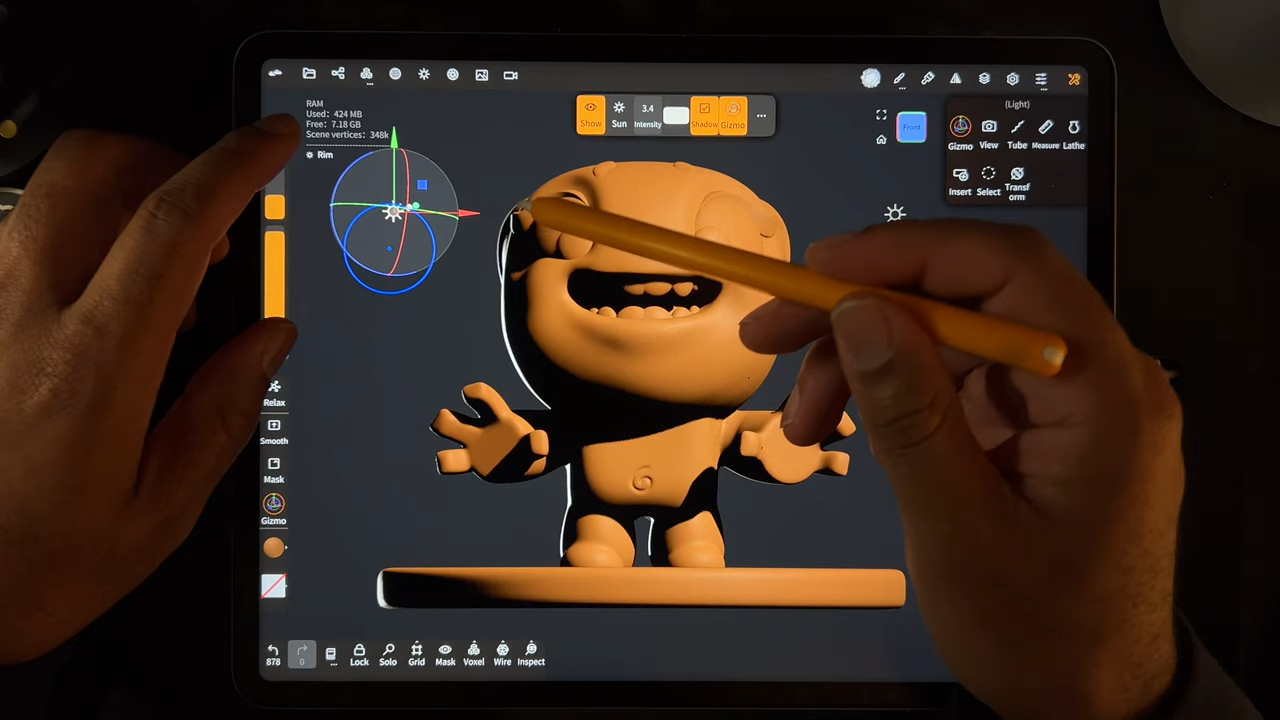 RAM
Used: 424 MB
Free: 7.18 GB
Scene vertices: 348k
Rim
Show
Sun
3.4
Intensity
Shadow
Gizmo
Front
(Light)
Gizmo View Tube Measure Lathe
Insert Select Transf
orm
Relax
Smooth
Mask
Gizmo
878
0
Lock Solo Grid Mask Voxel Wire Inspect